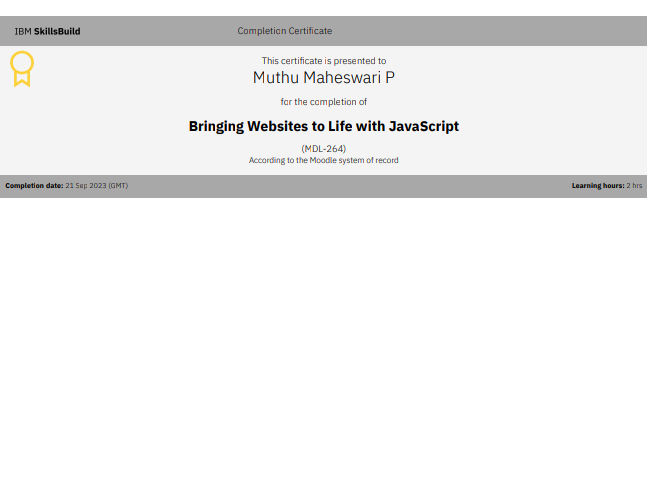 IBM SkillsBuild
Completion Certificate
This certificate is presented to
Muthu Maheswari P
for the completion of
Bringing Websites to Life with JavaScript
(MDL-264)
According to the Moodle system of record
Completion date: 21 Sep 2023 (GMT)
Learning hours: 2 hrs